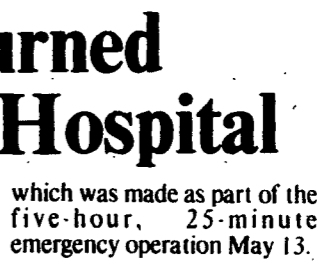 urned
Hospital
which was made as part of the
five-hour, 25-minute
emergency operation May 13.